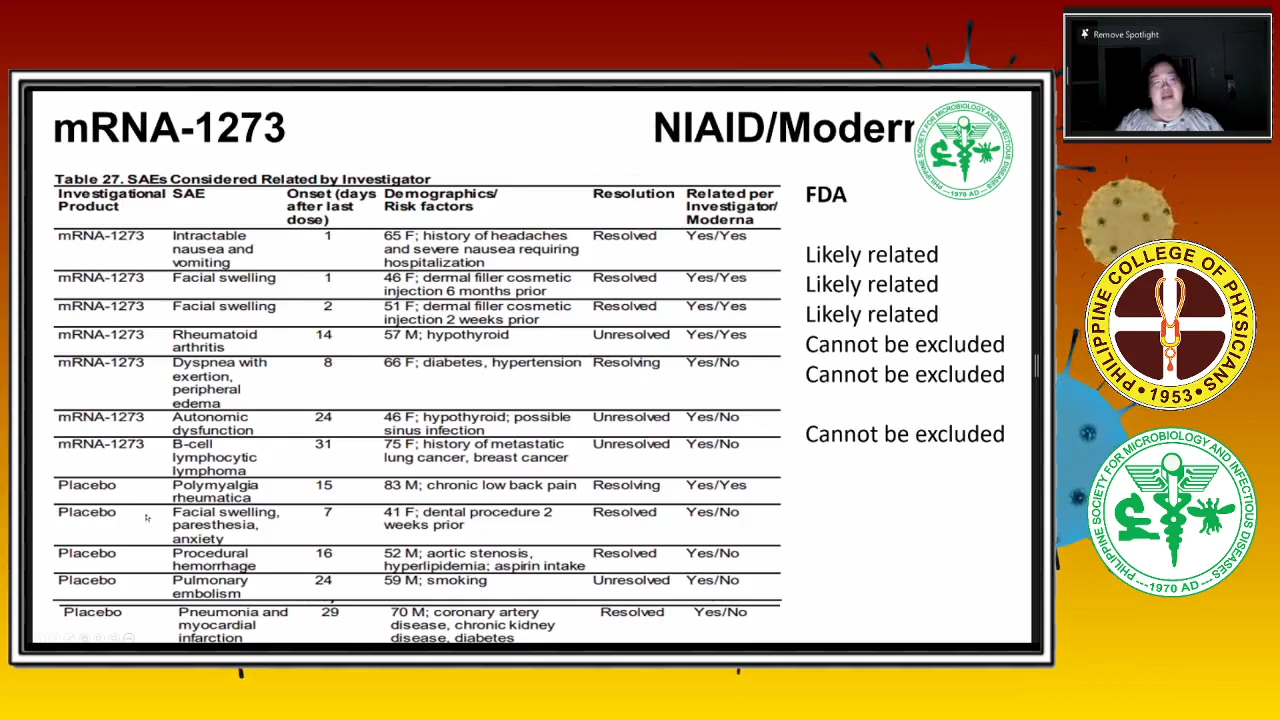 Remove Spotlight
mRNA-1273
NIAID/Modern
Table 27. SAEs Considered Related by Investigator
Investigational Product SAE Onset (days after last dose) Demographics/ Risk factors Resolution Related per Investigator/ Moderna
FDA
mRNA-1273 Intractable nausea and vomiting 1 65 F; history of headaches and severe nausea requiring hospitalization Resolved Yes/Yes
mRNA-1273 Facial swelling 1 46 F; dermal filler cosmetic injection 6 months prior Resolved Yes/Yes
mRNA-1273 Facial swelling 2 51 F; dermal filler cosmetic injection 2 weeks prior Resolved Yes/Yes
mRNA-1273 Rheumatoid arthritis 14 57 M; hypothyroid Unresolved Yes/Yes
mRNA-1273 Dyspnea with exertion, peripheral edema 8 66 F; diabetes, hypertension Resolving Yes/No
mRNA-1273 Autonomic dysfunction 24 46 F; hypothyroid; possible sinus infection Unresolved Yes/No
mRNA-1273 B-cell lymphocytic lymphoma 31 75 F; history of metastatic lung cancer, breast cancer Unresolved Yes/No
Placebo Polymyalgia rheumatica 15 83 M; chronic low back pain Resolving Yes/Yes
Placebo Facial swelling, paresthesia, anxiety 7 41 F; dental procedure 2 weeks prior Resolved Yes/No
Placebo Procedural hemorrhage 16 52 M; aortic stenosis, hyperlipidemia; aspirin intake Resolved Yes/No
Placebo Pulmonary embolism 24 59 M; smoking Unresolved Yes/No
Placebo Pneumonia and myocardial infarction 29 70 M; coronary artery disease, chronic kidney disease, diabetes Resolved Yes/No
Likely related
Likely related
Likely related
Cannot be excluded
Cannot be excluded
Cannot be excluded
PHILIPPINE SOCIETY FOR MICROBIOLOGY AND INFECTIOUS DISEASES
1970 AD
PHILIPPINE COLLEGE OF PHYSICIANS
1953
PHILIPPINE SOCIETY FOR MICROBIOLOGY AND INFECTIOUS DISEASES
1970 AD